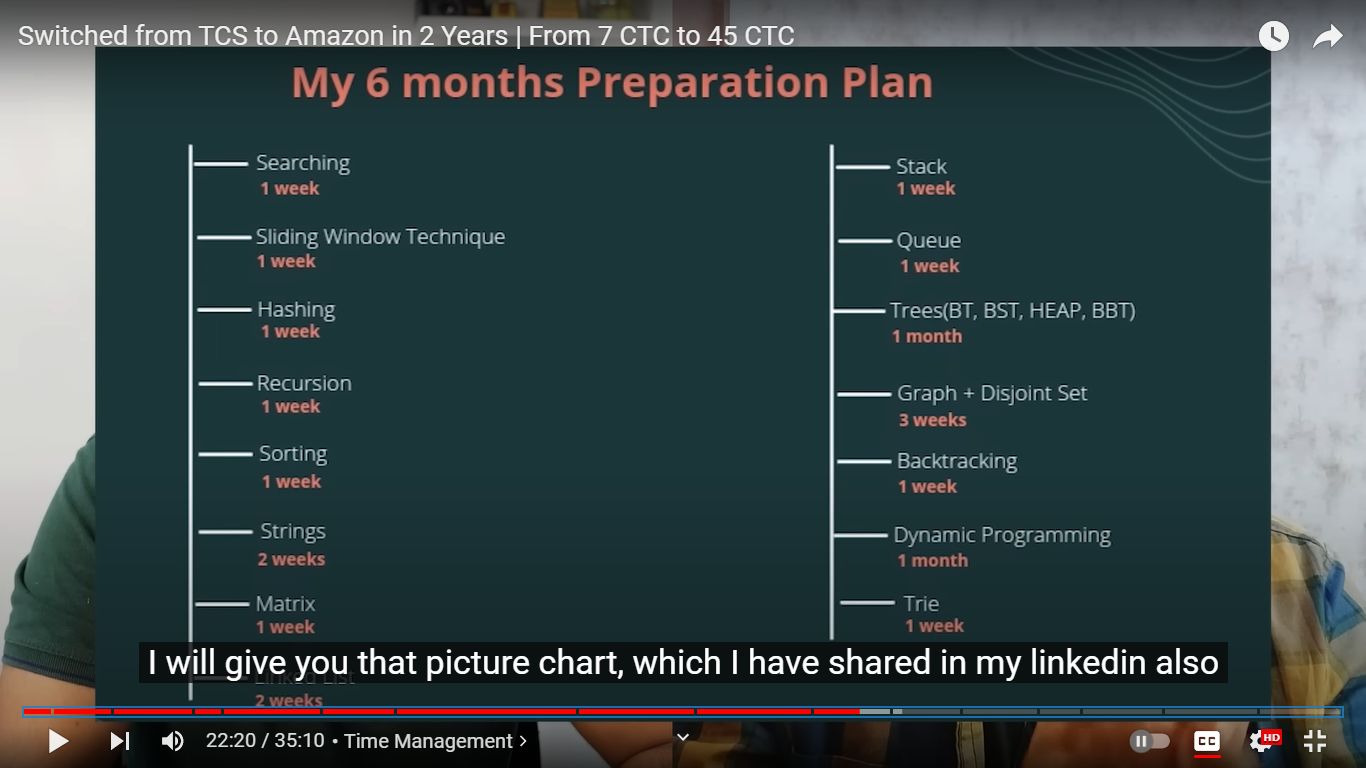 Switched from TCS to Amazon in 2 Years | From 7 CTC to 45 CTC
My 6 months Preparation Plan
Searching
1 week
Sliding Window Technique
1 week
Hashing
1 week
Recursion
1 week
Sorting
1 week
Strings
2 weeks
Matrix
1 week
Linked List
2 weeks
Stack
1 week
Queue
1 week
Trees(BT, BST, HEAP, BBT)
1 month
Graph + Disjoint Set
3 weeks
Backtracking
1 week
Dynamic Programming
1 month
Trie
1 week
I will give you that picture chart, which I have shared in my linkedin also
22:20 / 35:10 • Time Management >
CC
HD